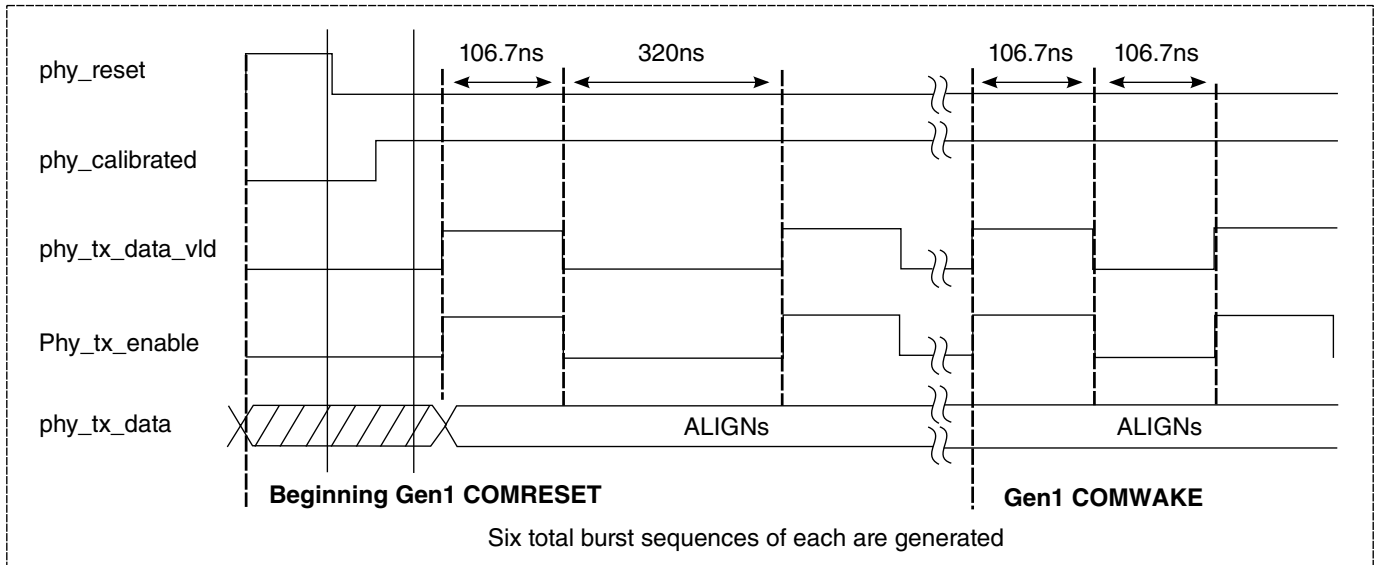 106.7ns 320ns 106.7ns 106.7ns
phy_reset
phy_calibrated
phy_tx_data_vld
Phy_tx_enable
phy_tx_data ALIGNs ALIGNs
Beginning Gen1 COMRESET Gen1 COMWAKE
Six total burst sequences of each are generated